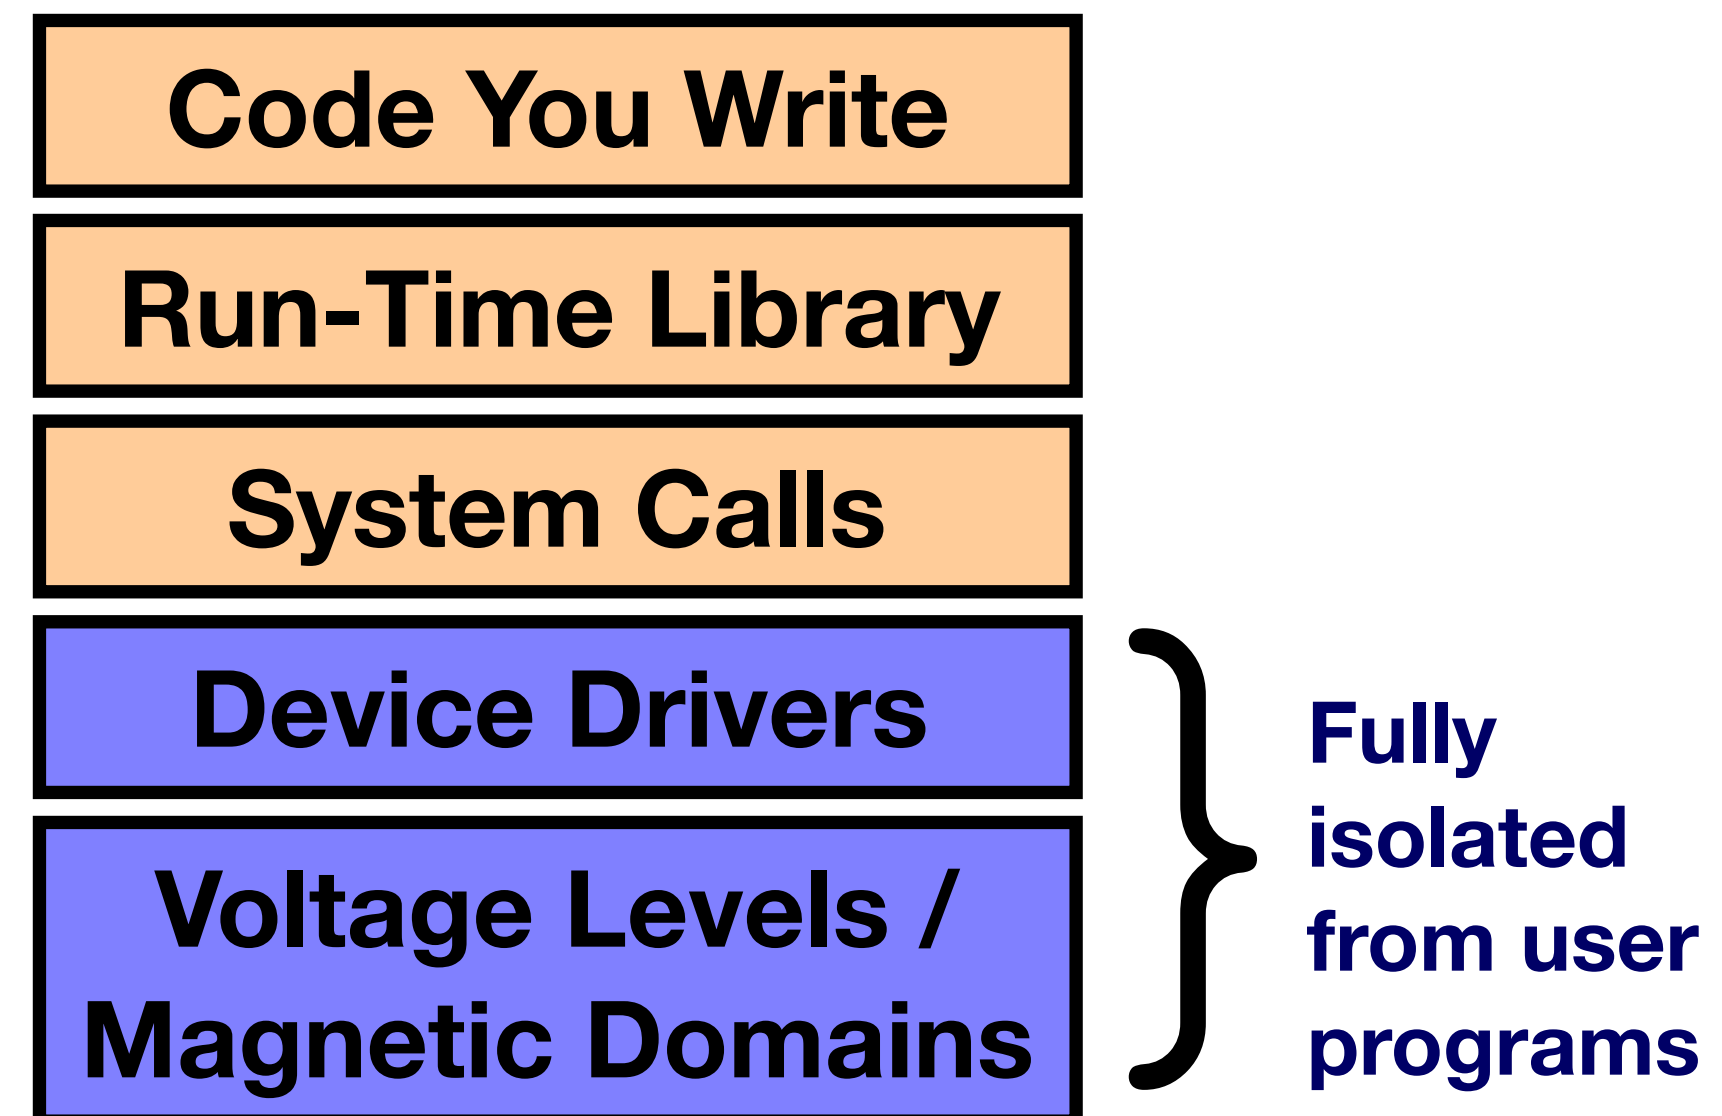 Code You Write
Run-Time Library
System Calls
Device Drivers
Voltage Levels /
Magnetic Domains
Fully
isolated
from user
programs